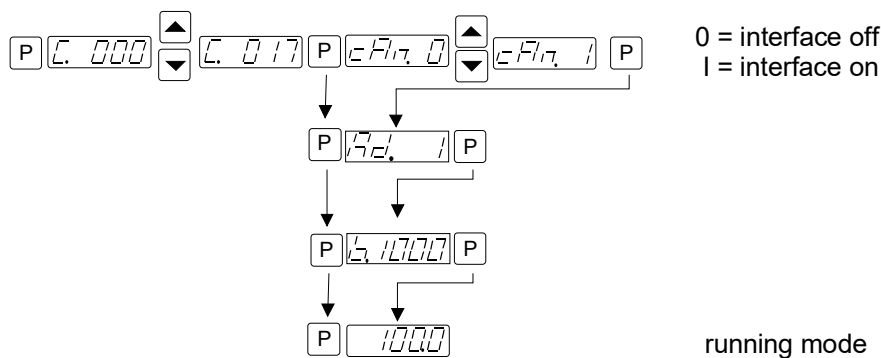 P C. 000 ▲ ▼ C. 017 P cAn. 0 ▲ ▼ cAn. 1 P
0 = interface off
I = interface on
P Ad. 1 P
P b. 1000 P
P 100.0
running mode